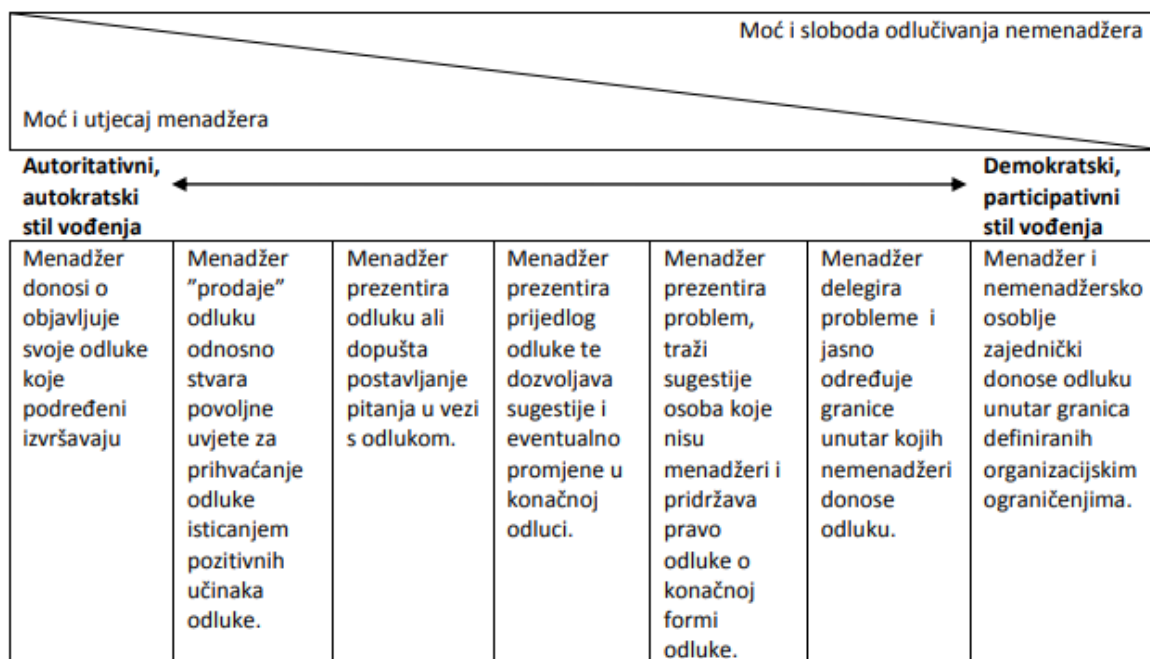 Moć i sloboda odlučivanja nemenadžera
Moć i utjecaj menadžera
Autoritativni,
autokratski
stil vođenja
Demokratski,
participativni
stil vođenja
Menadžer
donosi o
objavljuje
svoje odluke
koje
podređeni
izvršavaju
Menadžer
”prodaje”
odluku
odnosno
stvara
povoljne
uvjete za
prihvaćanje
odluke
isticanjem
pozitivnih
učinaka
odluke.
Menadžer
prezentira
odluku ali
dopušta
postavljanje
pitanja u vezi
s odlukom.
Menadžer
prezentira
prijedlog
odluke te
dozvoljava
sugestije i
eventualno
promjene u
konačnoj
odluci.
Menadžer
prezentira
problem,
traži
sugestije
osoba koje
nisu
menadžeri i
pridržava
pravo
odluke o
konačnoj
formi
odluke.
Menadžer
delegira
probleme i
jasno
određuje
granice
unutar kojih
nemenadžeri
donose
odluku.
Menadžer i
nemenadžersko
osoblje
zajednički
donose odluku
unutar granica
definiranih
organizacijskim
ograničenjima.